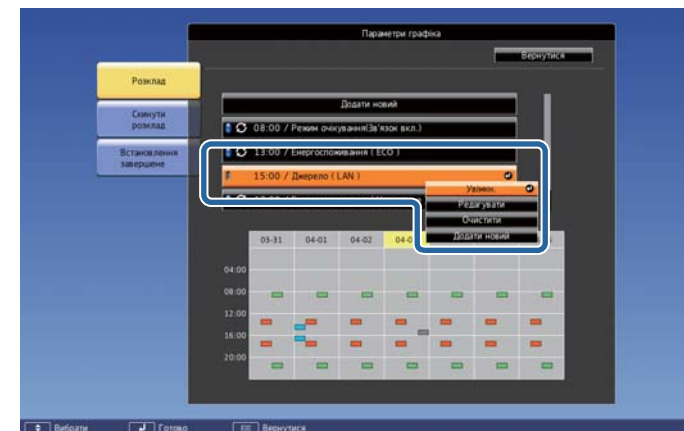 Параметри графіка
Вернутися
Розклад
Скинути
розклад
Встановлення
завершене
Додати новий
08:00 / Режим очікування(Зв'язок вкл.)
13:00 / Енергоспоживання ( ECO )
15:00 / Джерело ( LAN )
Увімкн.
Редагувати
Очистити
Додати новий
03-31 04-01 04-02
04:00
08:00
12:00
16:00
20:00
Вибрати Готово Esc Вернутися